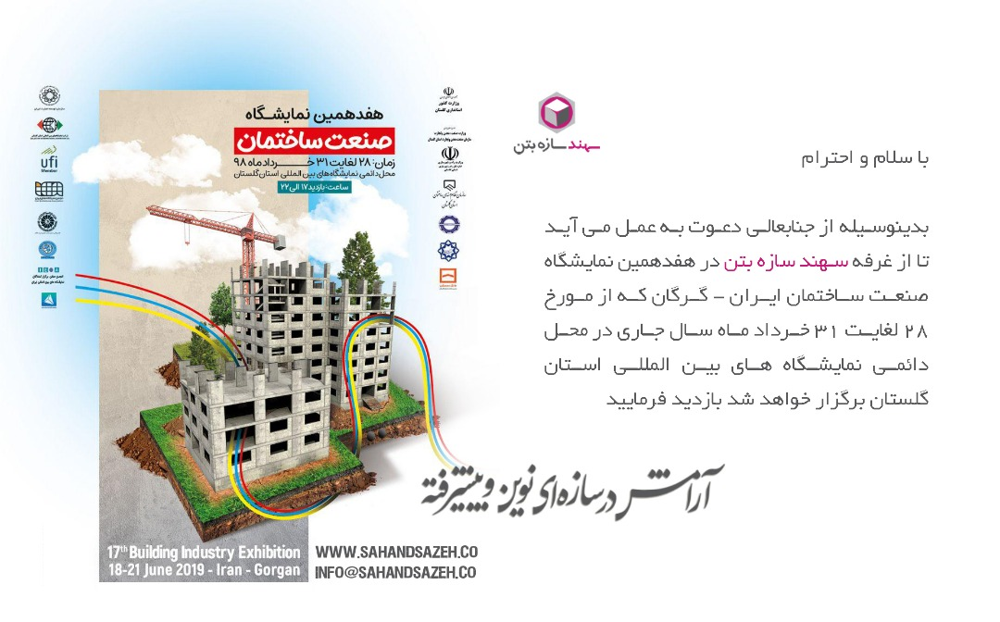 هفدهمین نمایشگاه
صنعت ساختمان
زمان: ۲۸ لغایت ۳۱ خرداد ماه ۹۸
محل دائمی نمایشگاه های بین المللی استان گلستان
ساعت بازدید ۱۷ الی ۲۲
وزارت کشور
استانداری گلستان
ufi
Member
سهند سازه بتن
با سلام و احترام
بدینوسیله از جنابعالی دعوت به عمل می آید
تا از غرفه سهند سازه بتن در هفدهمین نمایشگاه
صنعت ساختمان ایران - گرگان که از مورخ
۲۸ لغایت ۳۱ خرداد ماه سال جاری در محل
دائمی نمایشگاه های بین المللی استان
گلستان برگزار خواهد شد بازدید فرمایید
آرامش در سازه ای نوین و پیشرفته
17th Building Industry Exhibition
18-21 June 2019 - Iran - Gorgan
WWW.SAHANDSAZEH.CO
INFO@SAHANDSAZEH.CO